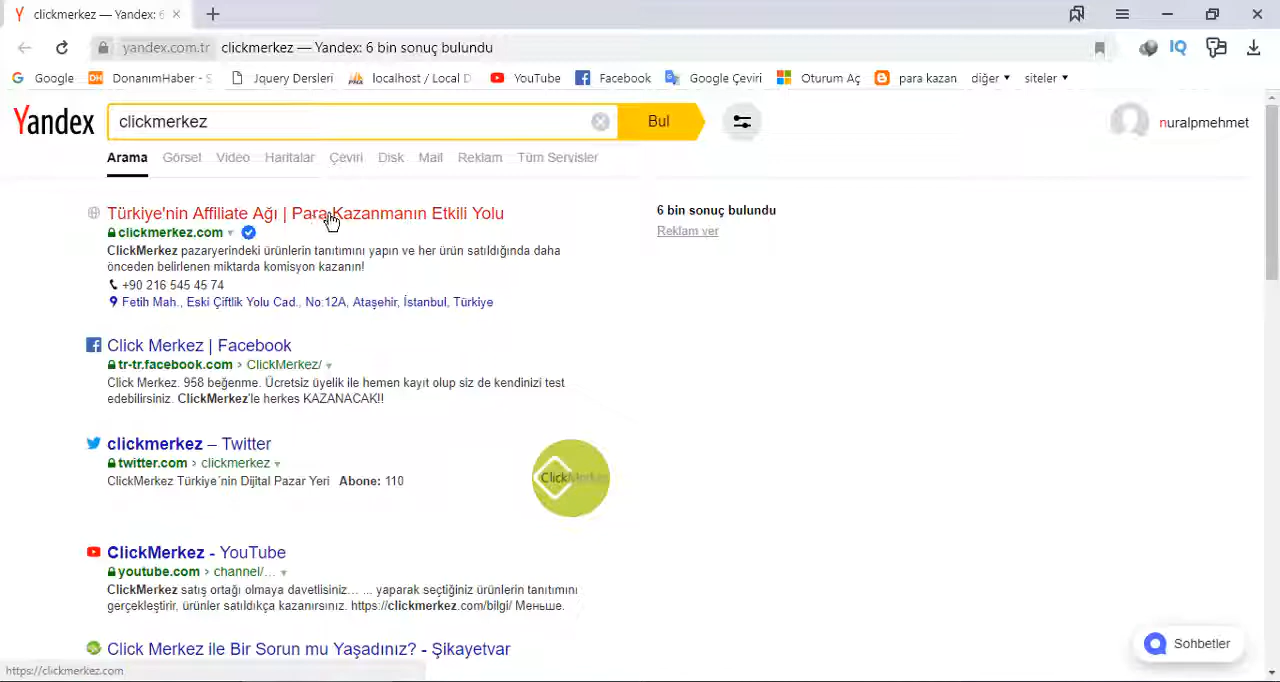 clickmerkez — Yandex: 6
yandex.com.tr clickmerkez — Yandex: 6 bin sonuç bulundu
Google DonanımHaber - S Jquery Dersleri localhost / Local D YouTube Facebook Google Çeviri Oturum Aç para kazan diğer siteler
Yandex clickmerkez Bul nuralpmehmet
Arama Görsel Video Haritalar Çeviri Disk Mail Reklam Tüm Servisler
Türkiye'nin Affiliate Ağı | Para Kazanmanın Etkili Yolu
clickmerkez.com
ClickMerkez pazaryerindeki ürünlerin tanıtımını yapın ve her ürün satıldığında daha
önceden belirlenen miktarda komisyon kazanın!
+90 216 545 45 74
Fetih Mah., Eski Çiftlik Yolu Cad., No:12A, Ataşehir, İstanbul, Türkiye
6 bin sonuç bulundu
Reklam ver
Click Merkez | Facebook
tr-tr.facebook.com › ClickMerkez/
Click Merkez. 958 beğenme. Ücretsiz üyelik ile hemen kayıt olup siz de kendinizi test
edebilirsiniz. ClickMerkez'le herkes KAZANACAK!!
clickmerkez – Twitter
twitter.com › clickmerkez
ClickMerkez Türkiye´nin Dijital Pazar Yeri Abone: 110
ClickMerkez
ClickMerkez - YouTube
youtube.com › channel/...
ClickMerkez satış ortağı olmaya davetlisiniz… ... yaparak seçtiğiniz ürünlerin tanıtımını
gerçekleştirir, ürünler satıldıkça kazanırsınız. https://clickmerkez.com/bilgi/ Меньше.
Click Merkez ile Bir Sorun mu Yaşadınız? - Şikayetvar
Sohbetler
https://clickmerkez.com